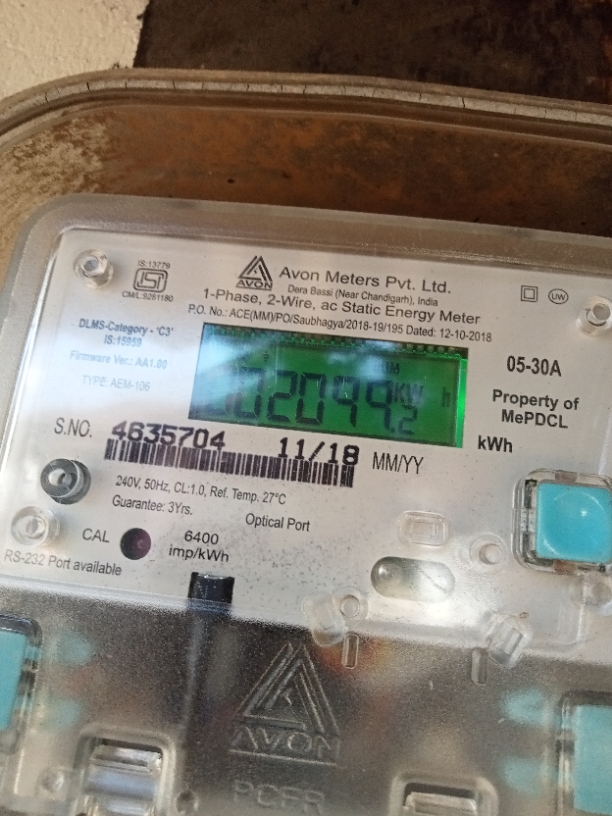 IS:13779
ISI
CM/L:9261180
AVON
Avon Meters Pvt. Ltd.
Dera Bassi (Near Chandigarh), India
1-Phase, 2-Wire, ac Static Energy Meter
P.O. No.: ACE(MM)/PO/Saubhagya/2018-19/195 Dated: 12-10-2018
UW
DLMS-Category - 'C3'
IS:15959
Firmware Ver.: AA1.00
TYPE: AEM-106
002099.2 kW h
05-30A
Property of
MePDCL
kWh
S.NO. 4635704 11/18 MM/YY
240V, 50Hz, CL:1.0, Ref. Temp. 27°C
Guarantee: 3Yrs.
Optical Port
CAL
6400
imp/kWh
RS-232 Port available
AVON